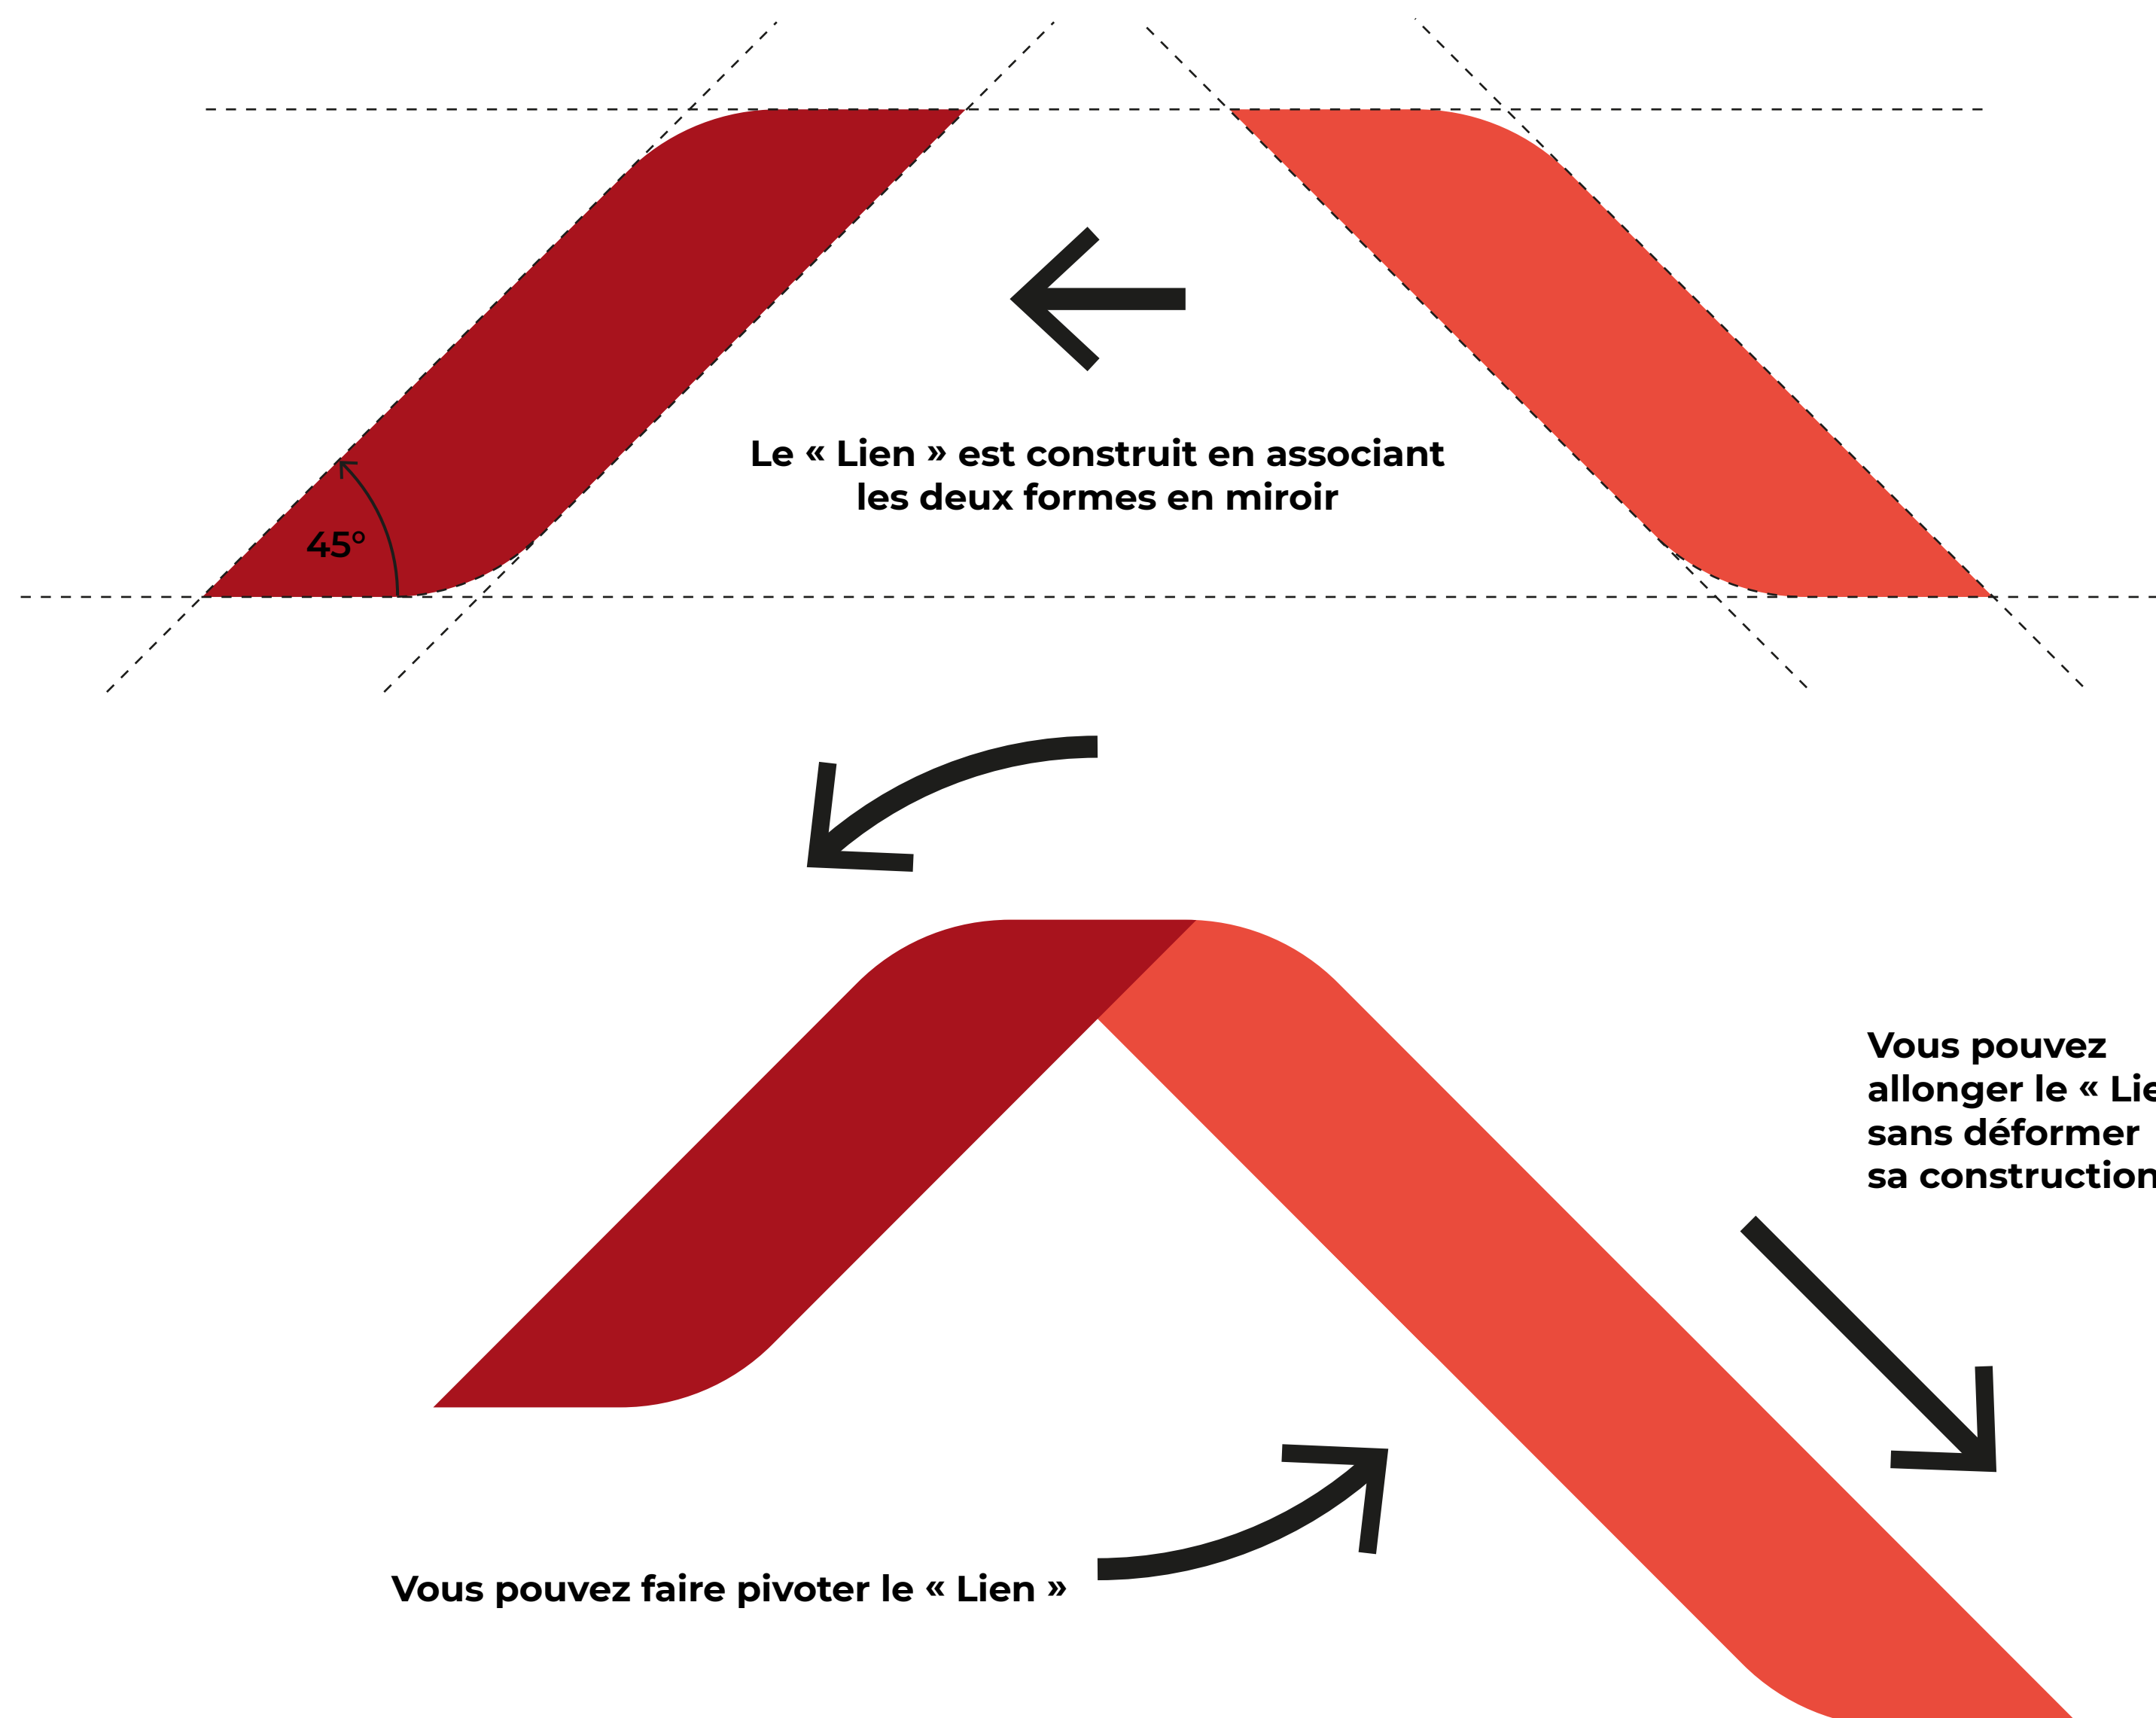 Le « Lien » est construit en associant
les deux formes en miroir
45°
Vous pouvez
allonger le « Lie
sans déformer
sa construction
Vous pouvez faire pivoter le « Lien »